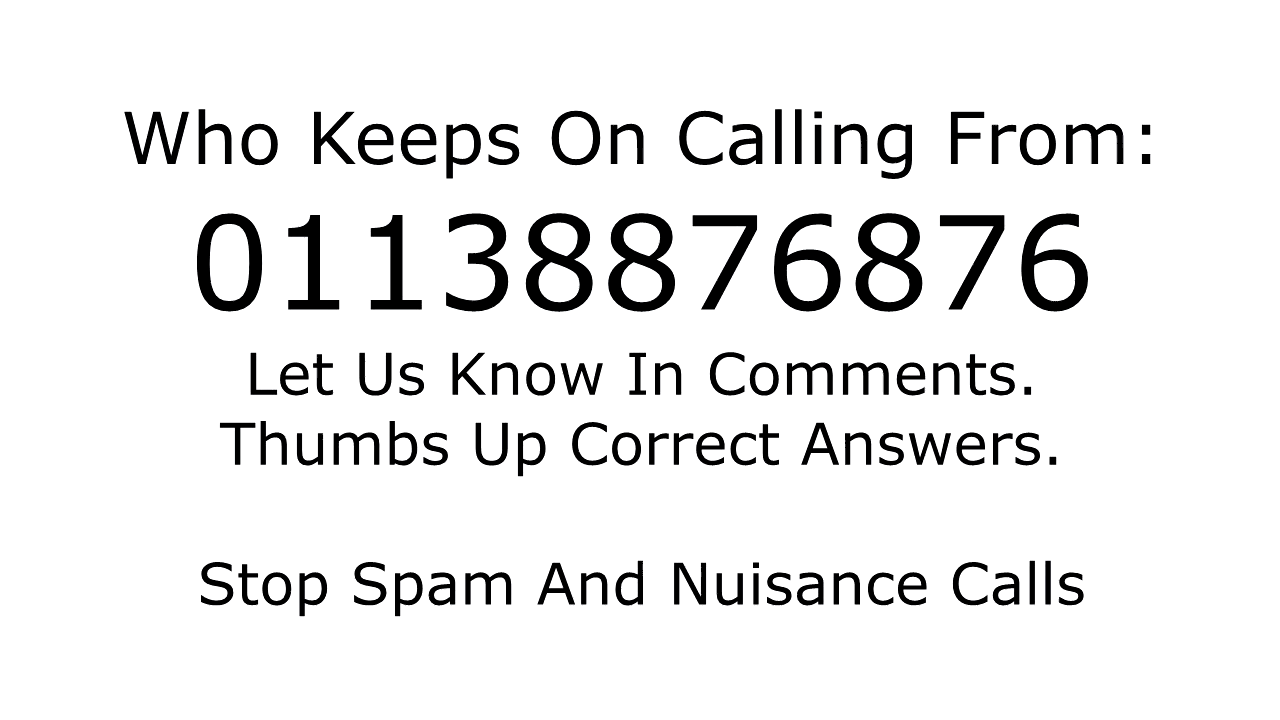 Who Keeps On Calling From:
01138876876
Let Us Know In Comments.
Thumbs Up Correct Answers.
Stop Spam And Nuisance Calls